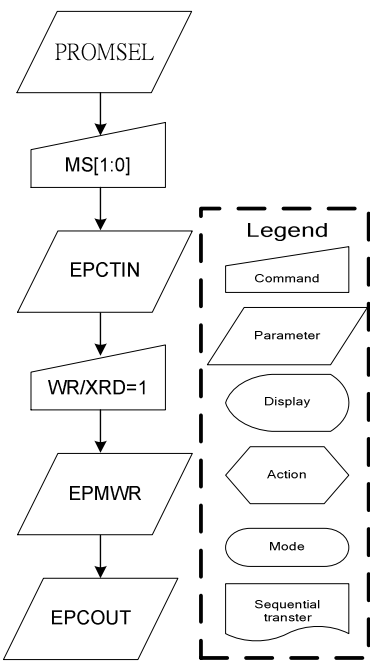 PROMSEL
MS[1:0]
EPCTIN
WR/XRD=1
EPMWR
EPCOUT
Legend
Command
Parameter
Display
Action
Mode
Sequential
transter